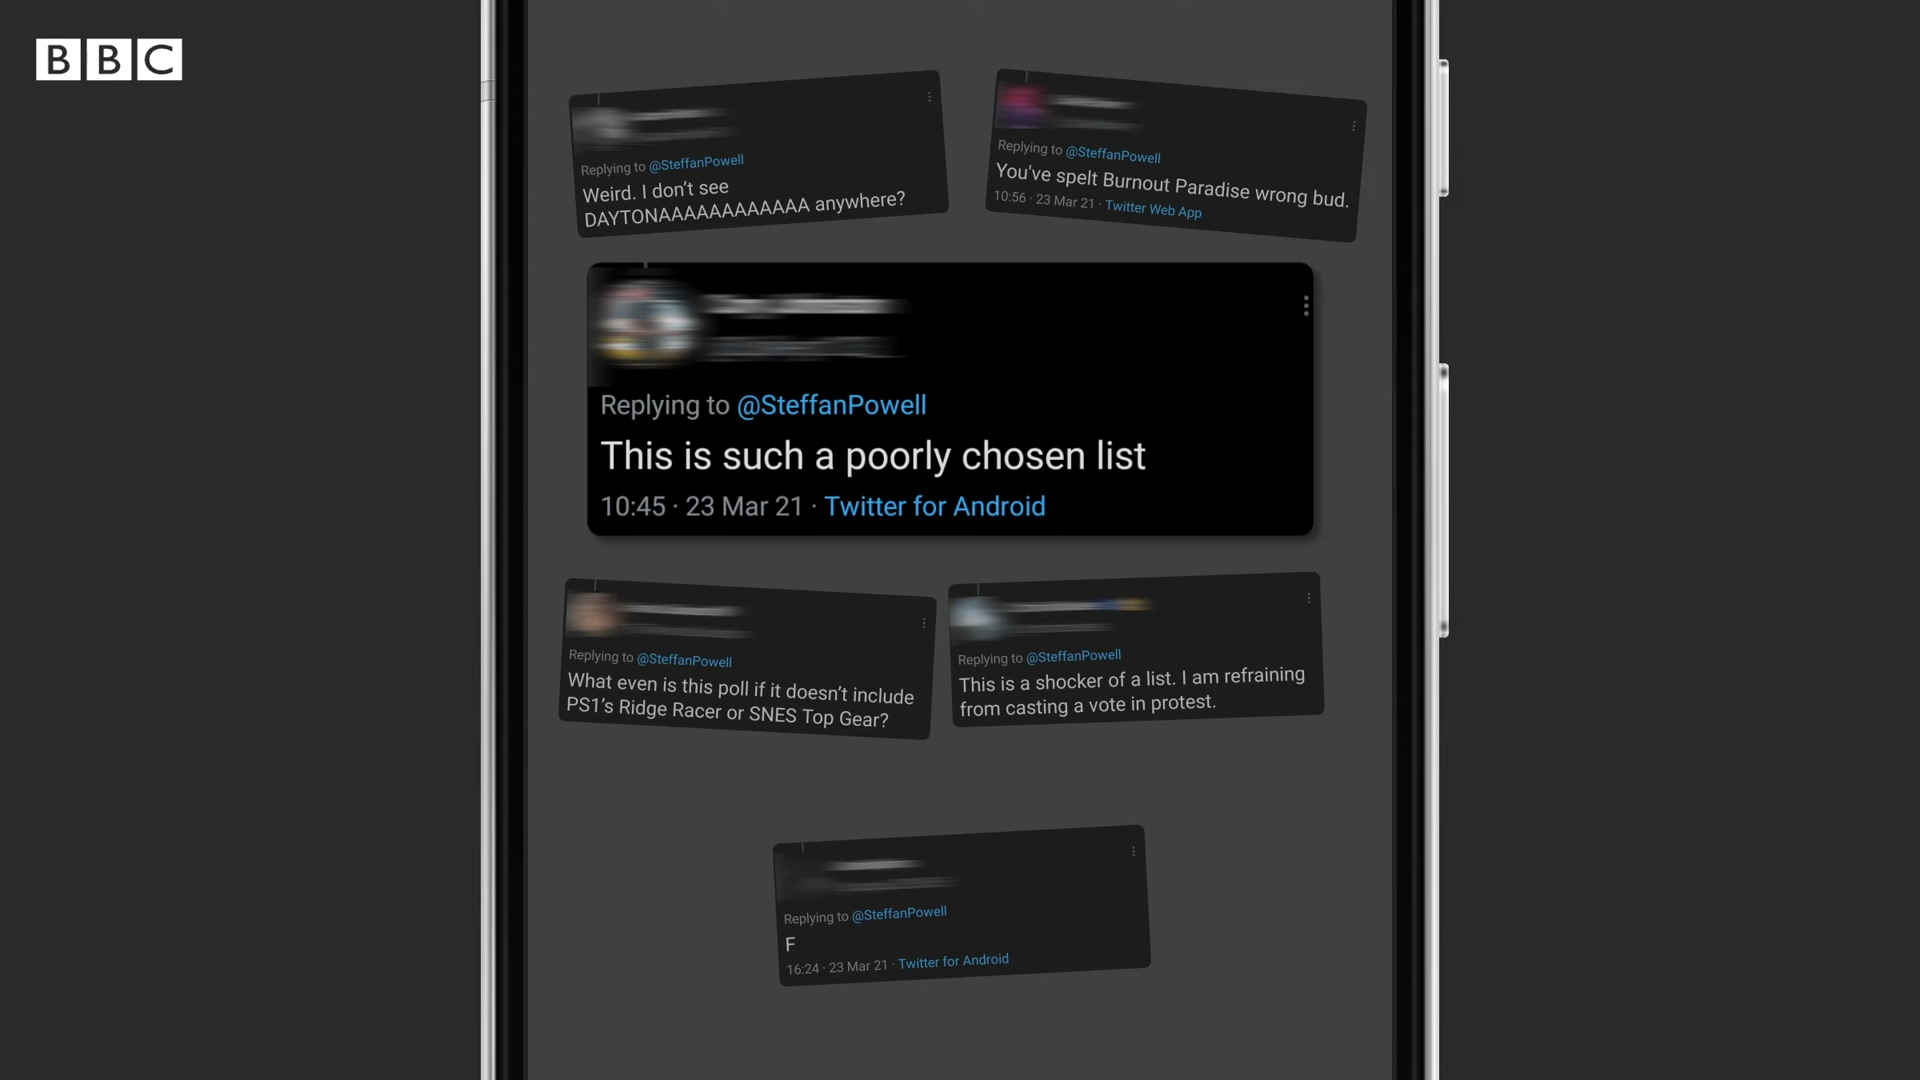 BBC
Replying to @SteffanPowell
Weird. I don't see
DAYTONAAAAAAAAAAAA anywhere?
Replying to @SteffanPowell
You've spelt Burnout Paradise wrong bud.
10:56 · 23 Mar 21 · Twitter Web App
Replying to @SteffanPowell
This is such a poorly chosen list
10:45 · 23 Mar 21 · Twitter for Android
Replying to @SteffanPowell
What even is this poll if it doesn't include
PS1's Ridge Racer or SNES Top Gear?
Replying to @SteffanPowell
This is a shocker of a list. I am refraining
from casting a vote in protest.
Replying to @SteffanPowell
F
16:24 · 23 Mar 21 · Twitter for Android